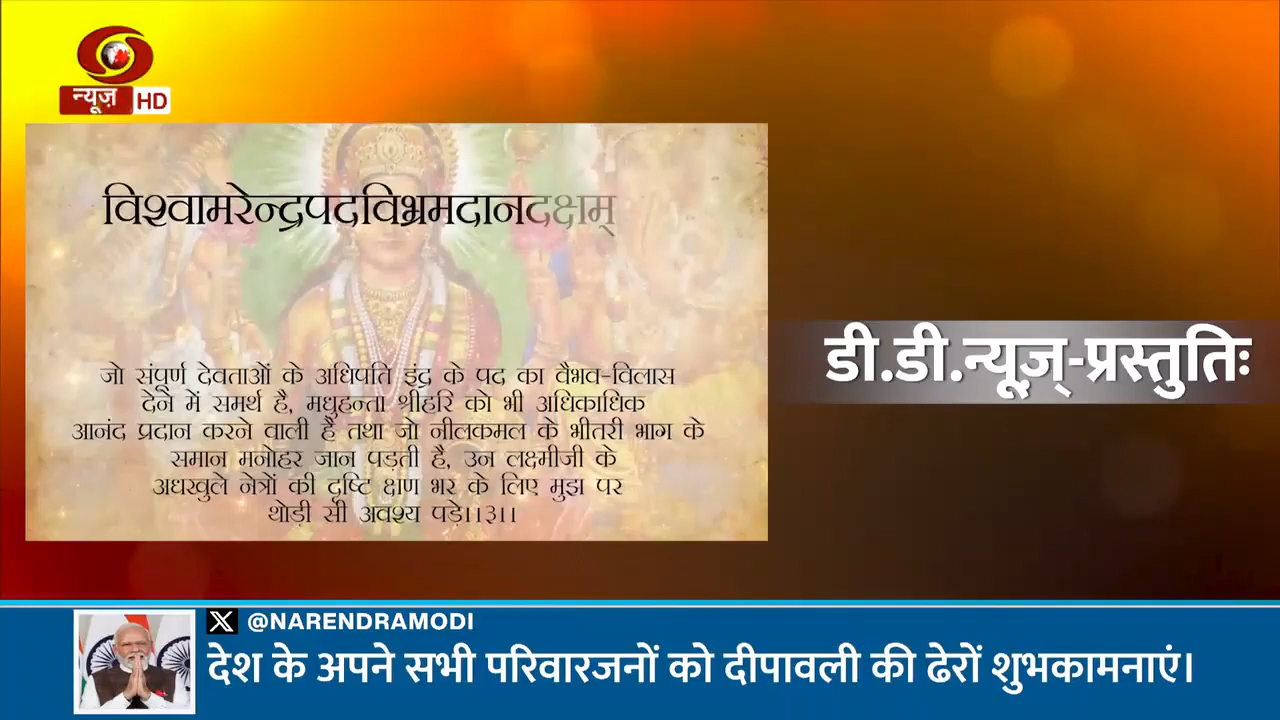 न्यूज़ HD
विश्वामरेन्द्रपदविभ्रमदानदक्षम्
जो संपूर्ण देवताओं के अधिपति इंद्र के पद का वैभव-विलास
देने में समर्थ है, मधुहन्ता श्रीहरि को भी अधिकाधिक
आनंद प्रदान करने वाली है तथा जो नीलकमल के भीतरी भाग के
समान मनोहर जान पड़ती है, उन लक्ष्मीजी के
अधखुले नेत्रों की दृष्टि क्षण भर के लिए मुझ पर
थोड़ी सी अवश्य पड़े।।३।।
डी.डी.न्यूज़्-प्रस्तुतिः
X @NARENDRAMODI
देश के अपने सभी परिवारजनों को दीपावली की ढेरों शुभकामनाएं।